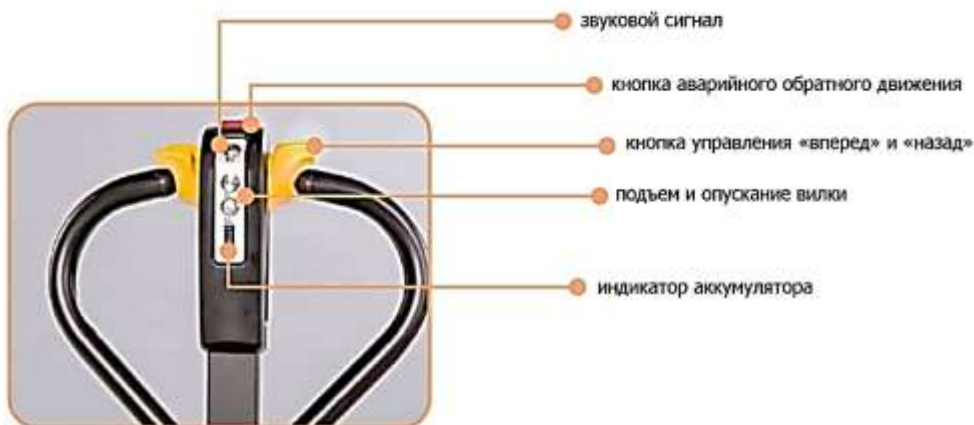 звуковой сигнал
кнопка аварийного обратного движения
кнопка управления «вперед» и «назад»
подъем и опускание вилки
индикатор аккумулятора